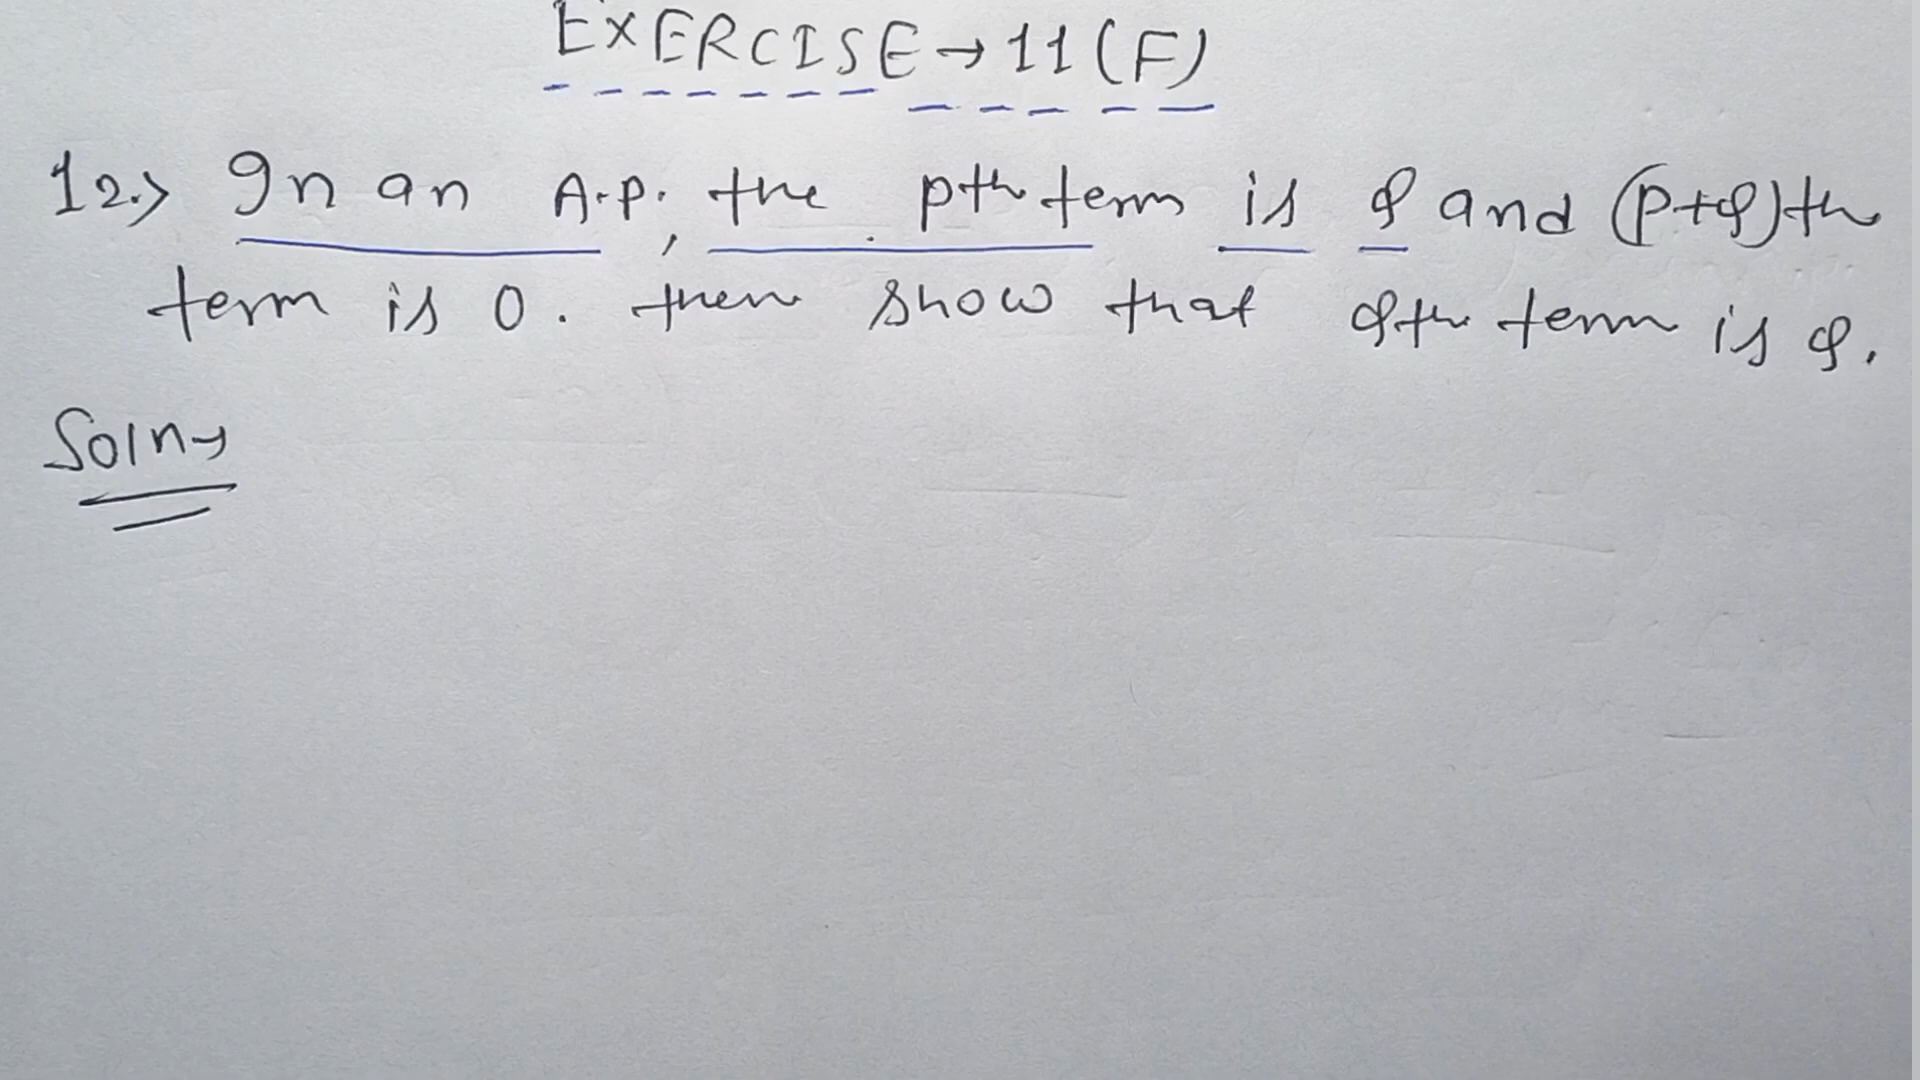 EXERCISE → 11 (F)
12.> In an A.P., the pth term is q and (p+q)th
term is 0. then show that qth term is q.
Soln→